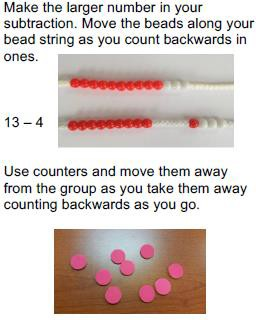 Make the larger number in your
subtraction. Move the beads along your
bead string as you count backwards in
ones.
13 – 4
Use counters and move them away
from the group as you take them away
counting backwards as you go.